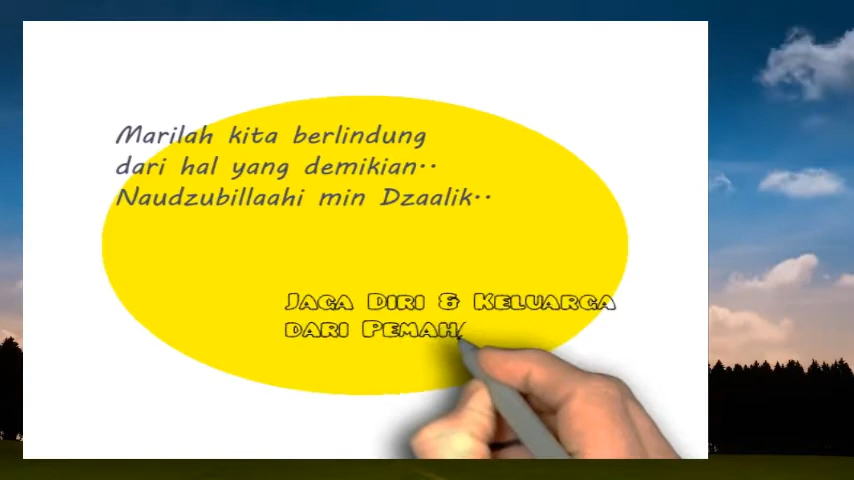 Marilah kita berlindung
dari hal yang demikian..
Naudzubillaahi min Dzaalik..
Jaga Diri & Keluarga
dari Pemah